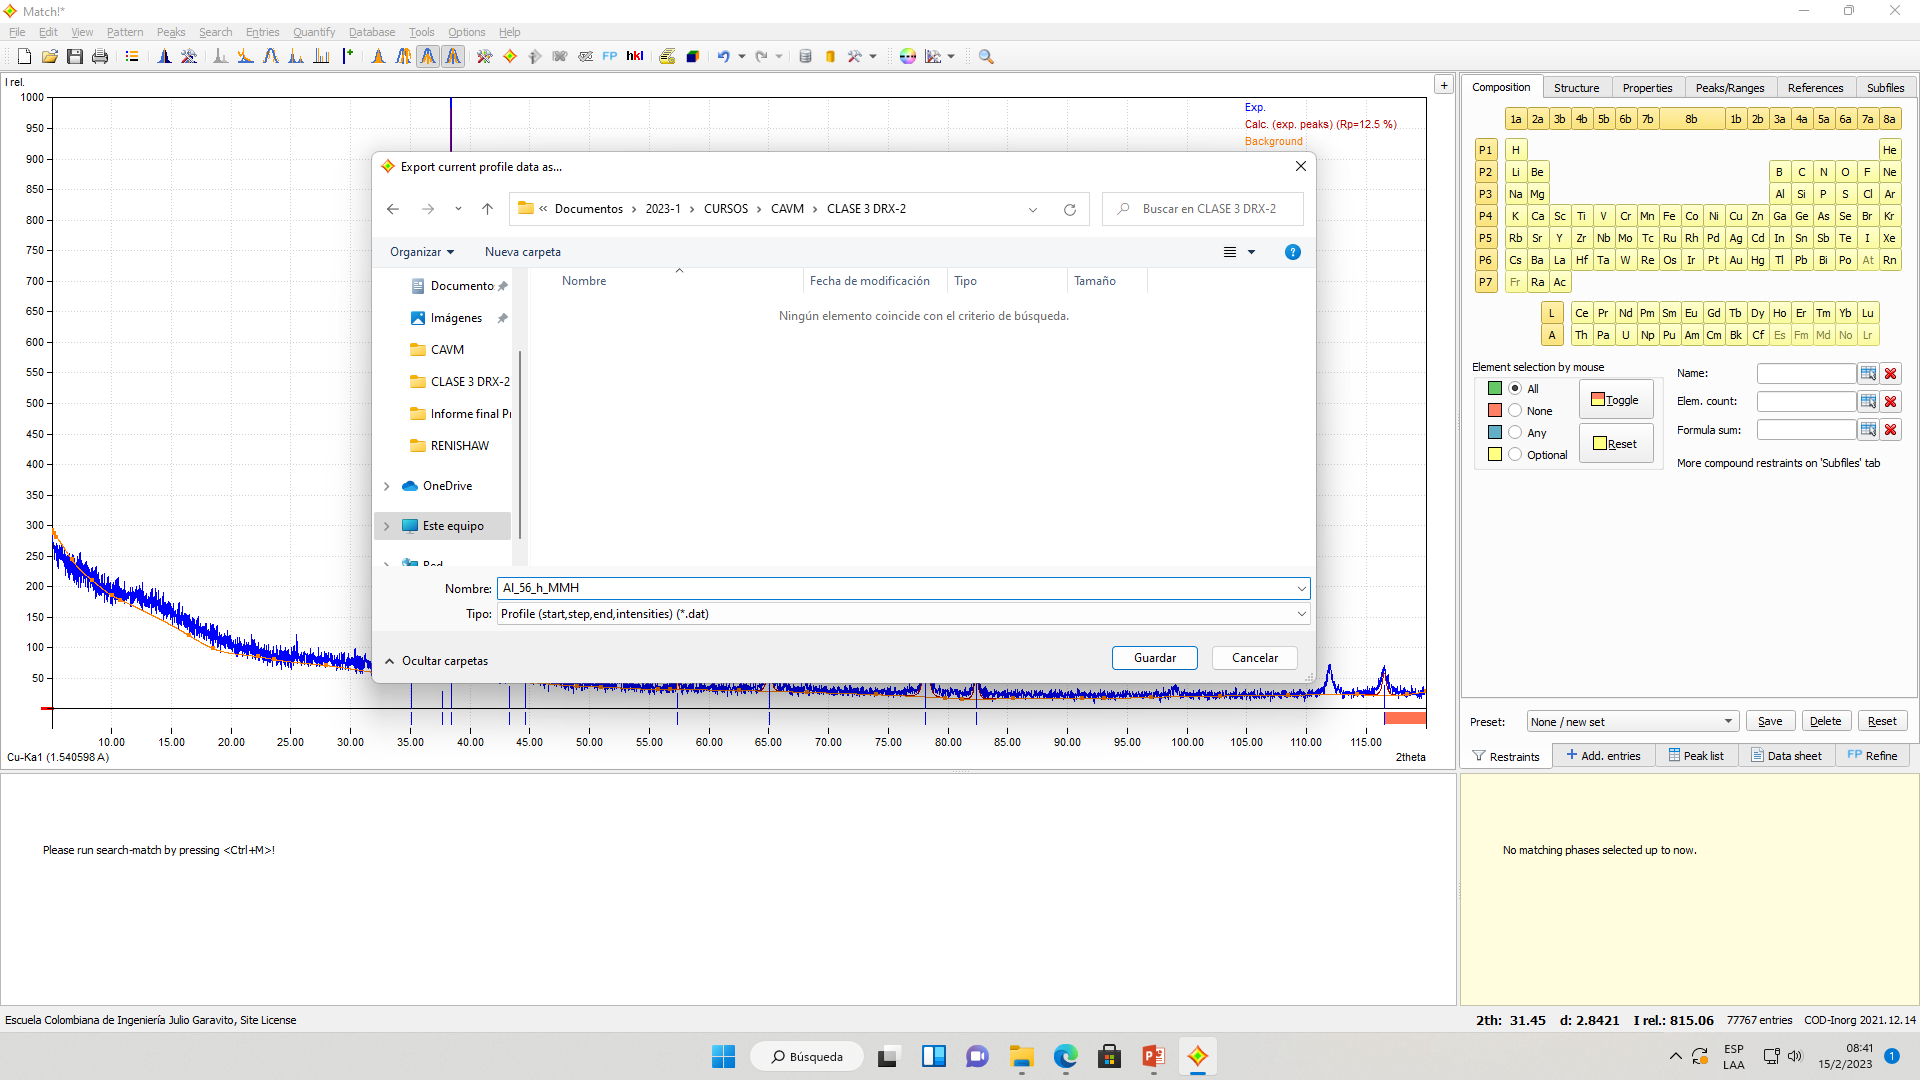 Match!*
File Edit View Pattern Peaks Search Entries Quantify Database Tools Options Help
FP hkl
I rel.
1000
950
900
850
800
750
700
650
600
550
500
450
400
350
300
250
200
150
100
50
+
Exp.
Calc. (exp. peaks) (Rp=12.5 %)
Background
Export current profile data as...
« Documentos › 2023-1 › CURSOS › CAVM › CLASE 3 DRX-2
Buscar en CLASE 3 DRX-2
Organizar Nueva carpeta
?
Nombre Fecha de modificación Tipo Tamaño
Ningún elemento coincide con el criterio de búsqueda.
Documento
Imágenes
CAVM
CLASE 3 DRX-2
Informe final Pr
RENISHAW
OneDrive
Este equipo
Red
Nombre: Al_56_h_MMH
Tipo: Profile (start,step,end,intensities) (*.dat)
Ocultar carpetas
Guardar Cancelar
10.00 15.00 20.00 25.00 30.00 35.00 40.00 45.00 50.00 55.00 60.00 65.00 70.00 75.00 80.00 85.00 90.00 95.00 100.00 105.00 110.00 115.00
Cu-Ka1 (1.540598 A) 2theta
Composition Structure Properties Peaks/Ranges References Subfiles
1a 2a 3b 4b 5b 6b 7b 8b 1b 2b 3a 4a 5a 6a 7a 8a
P1 H He
P2 Li Be B C N O F Ne
P3 Na Mg Al Si P S Cl Ar
P4 K Ca Sc Ti V Cr Mn Fe Co Ni Cu Zn Ga Ge As Se Br Kr
P5 Rb Sr Y Zr Nb Mo Tc Ru Rh Pd Ag Cd In Sn Sb Te I Xe
P6 Cs Ba La Hf Ta W Re Os Ir Pt Au Hg Tl Pb Bi Po At Rn
P7 Fr Ra Ac
L Ce Pr Nd Pm Sm Eu Gd Tb Dy Ho Er Tm Yb Lu
A Th Pa U Np Pu Am Cm Bk Cf Es Fm Md No Lr
Element selection by mouse
All
None
Any
Optional
Toggle
Reset
Name:
Elem. count:
Formula sum:
More compound restraints on 'Subfiles' tab
Preset: None / new set Save Delete Reset
Restraints Add. entries Peak list Data sheet FP Refine
Please run search-match by pressing <Ctrl+M>!
No matching phases selected up to now.
Escuela Colombiana de Ingeniería Julio Garavito, Site License
2th: 31.45 d: 2.8421 I rel.: 815.06 77767 entries COD-Inorg 2021.12.14
Búsqueda
ESP
LAA
08:41
15/2/2023
1